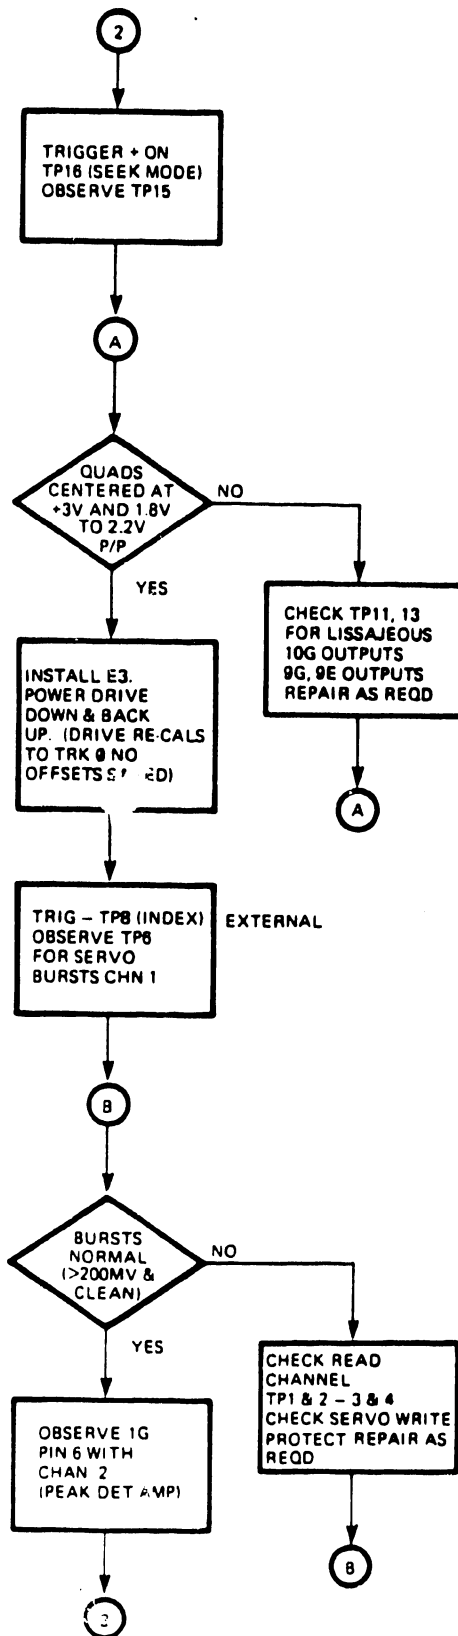 2
TRIGGER + ON
TP16 (SEEK MODE)
OBSERVE TP15
A
QUADS
CENTERED AT
+3V AND 1.8V
TO 2.2V
P/P
NO
YES
CHECK TP11, 13
FOR LISSAJEOUS
10G OUTPUTS
9G, 9E OUTPUTS
REPAIR AS REQD
A
INSTALL E3.
POWER DRIVE
DOWN & BACK
UP. (DRIVE RE-CALS
TO TRK 0 NO
OFFSETS
TRIG – TP8 (INDEX)
OBSERVE TP6
FOR SERVO
BURSTS CHN 1
EXTERNAL
B
BURSTS
NORMAL
(>200MV &
CLEAN)
NO
YES
CHECK READ
CHANNEL
TP1 & 2 – 3 & 4
CHECK SERVO WRITE
PROTECT REPAIR AS
REQD
B
OBSERVE 1G
PIN 6 WITH
CHAN 2
(PEAK DET AMP)
3